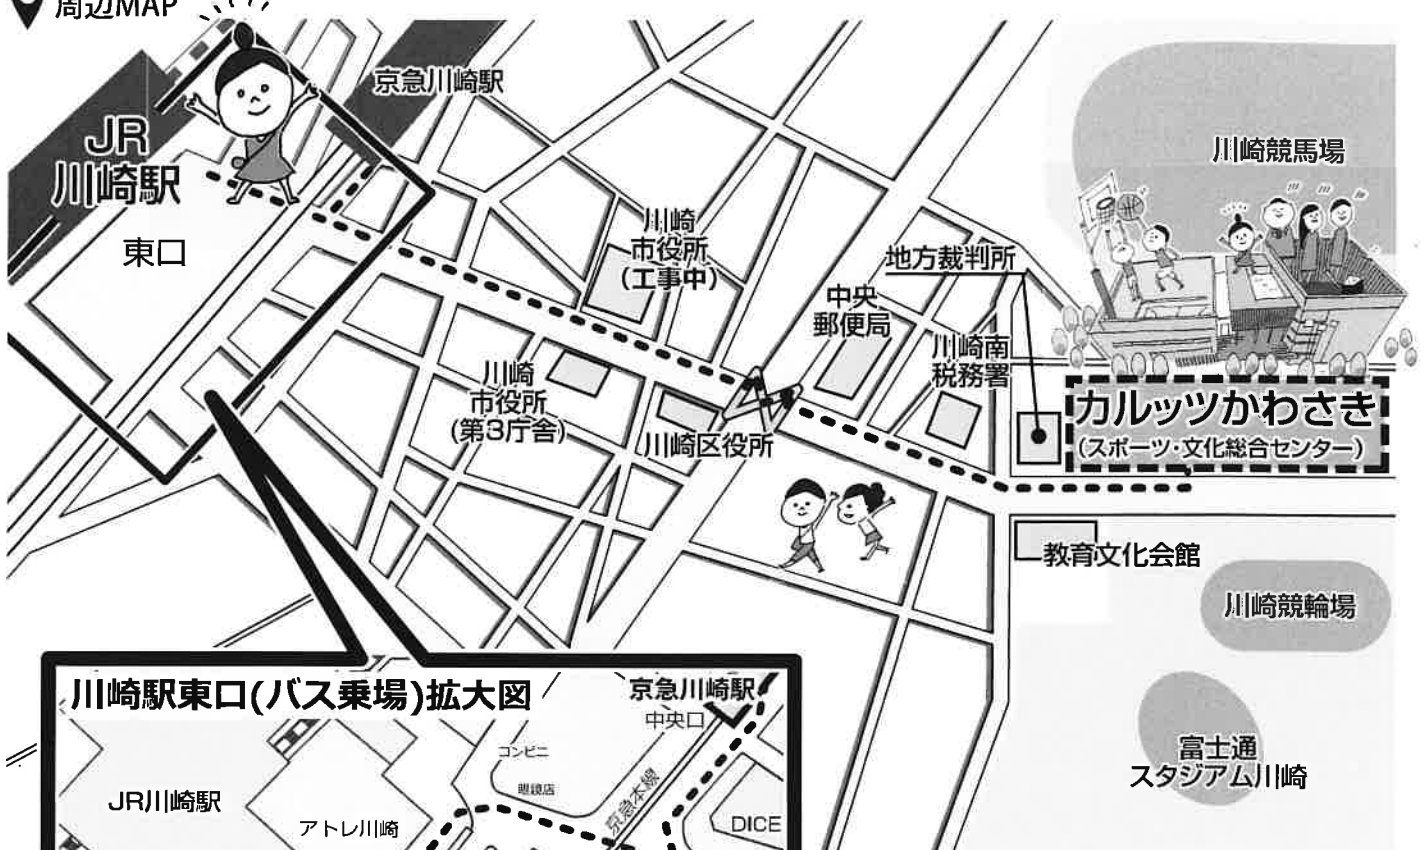 周辺MAP
京急川崎駅
JR
川崎駅
東口
川崎
市役所
(工事中)
川崎競馬場
地方裁判所
中央
郵便局
川崎南
税務署
川崎
市役所
(第3庁舎)
川崎区役所
カルッツかわさき
(スポーツ・文化総合センター)
教育文化会館
川崎競輪場
富士通
スタジアム川崎
川崎駅東口(バス乗場)拡大図
京急川崎駅
中央口
コンビニ
眼鏡店
京急本線
JR川崎駅
アトレ川崎
DICE